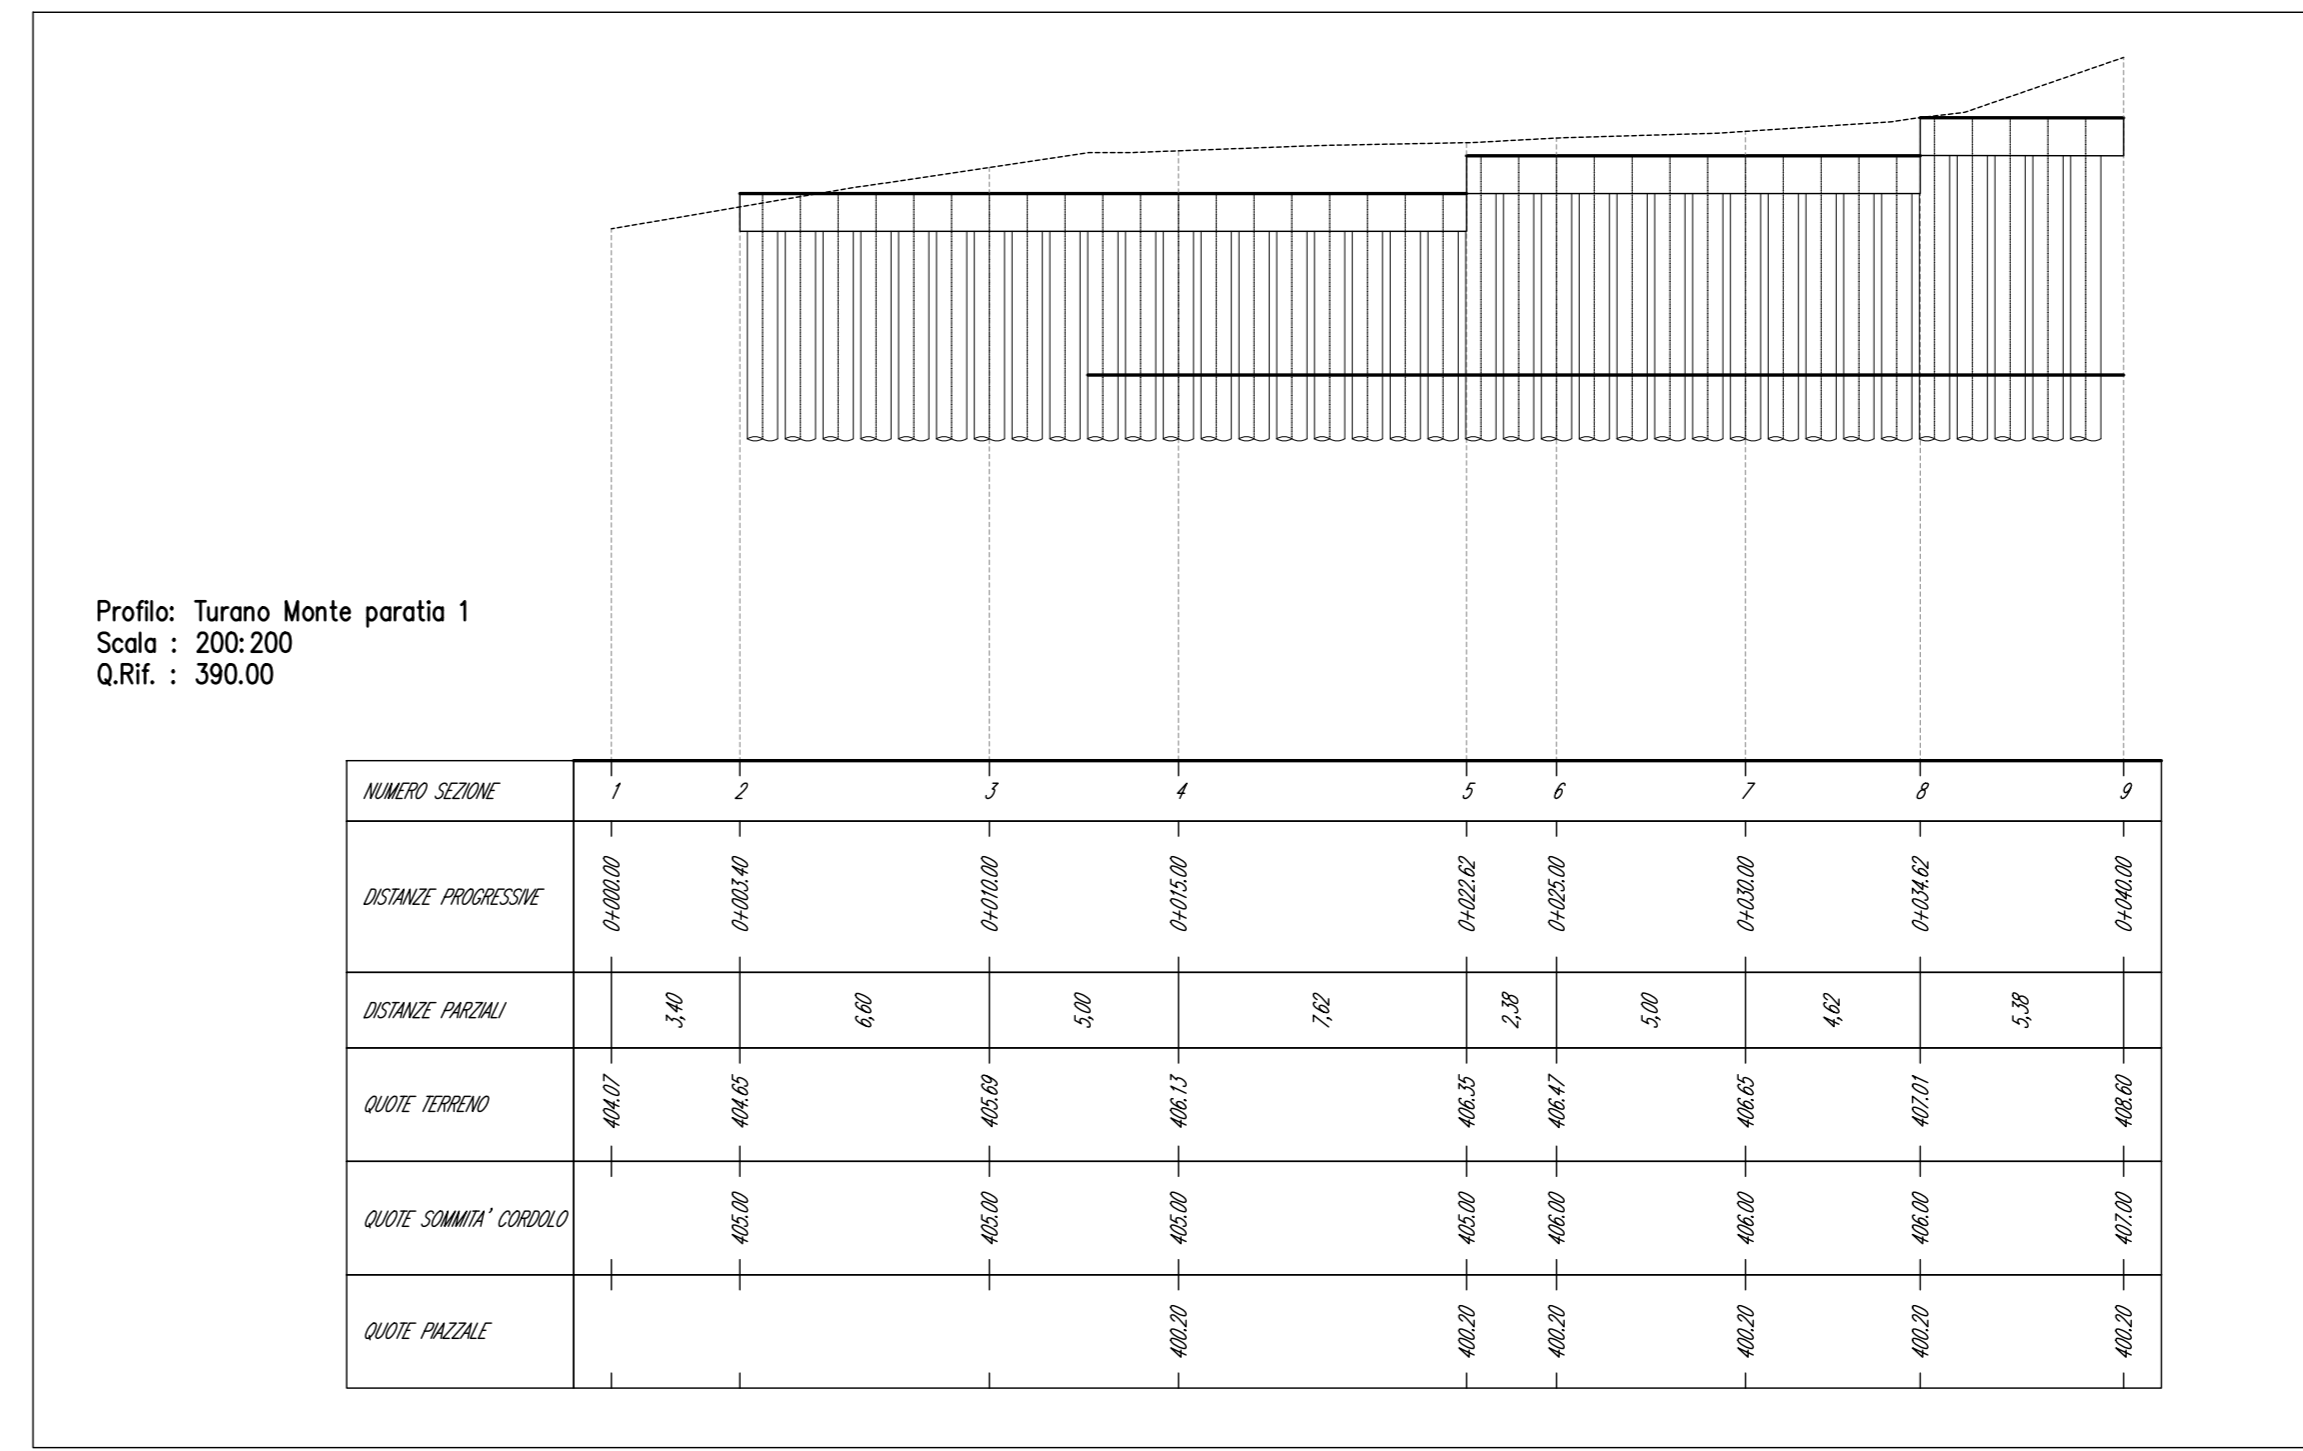 Profilo: Turano Monte paratia 1
Scala : 200:200
Q.Rif. : 390.00
NUMERO SEZIONE 1 2 3 4 5 6 7 8 9
DISTANZE PROGRESSIVE 0+000.00 0+003.40 0+010.00 0+015.00 0+022.62 0+025.00 0+030.00 0+034.62 0+040.00
DISTANZE PARZIALI 3,40 6,60 5,00 7,62 2,38 5,00 4,62 5,38
QUOTE TERRENO 404.07 404.65 405.69 406.13 406.35 406.47 406.65 407.01 408.60
QUOTE SOMMITA' CORDOLO 405.00 405.00 405.00 405.00 406.00 406.00 406.00 407.00
QUOTE PIAZZALE 400.20 400.20 400.20 400.20 400.20 400.20